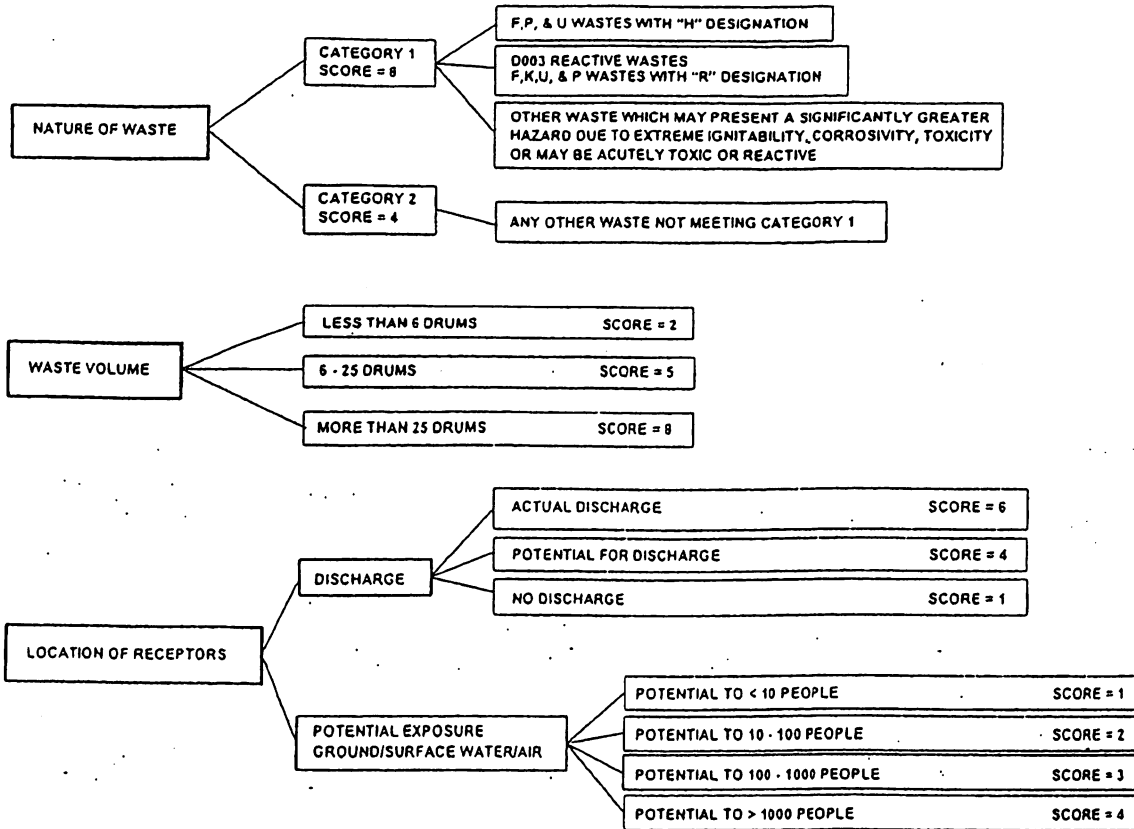 NATURE OF WASTE
CATEGORY 1
SCORE = 8
F,P, & U WASTES WITH "H" DESIGNATION
D003 REACTIVE WASTES
F,K,U, & P WASTES WITH "R" DESIGNATION
OTHER WASTE WHICH MAY PRESENT A SIGNIFICANTLY GREATER
HAZARD DUE TO EXTREME IGNITABILITY, CORROSIVITY, TOXICITY
OR MAY BE ACUTELY TOXIC OR REACTIVE
CATEGORY 2
SCORE = 4
ANY OTHER WASTE NOT MEETING CATEGORY 1
WASTE VOLUME
LESS THAN 6 DRUMS SCORE = 2
6 - 25 DRUMS SCORE = 5
MORE THAN 25 DRUMS SCORE = 8
LOCATION OF RECEPTORS
DISCHARGE
ACTUAL DISCHARGE SCORE = 6
POTENTIAL FOR DISCHARGE SCORE = 4
NO DISCHARGE SCORE = 1
POTENTIAL EXPOSURE
GROUND/SURFACE WATER/AIR
POTENTIAL TO < 10 PEOPLE SCORE = 1
POTENTIAL TO 10 - 100 PEOPLE SCORE = 2
POTENTIAL TO 100 - 1000 PEOPLE SCORE = 3
POTENTIAL TO > 1000 PEOPLE SCORE = 4